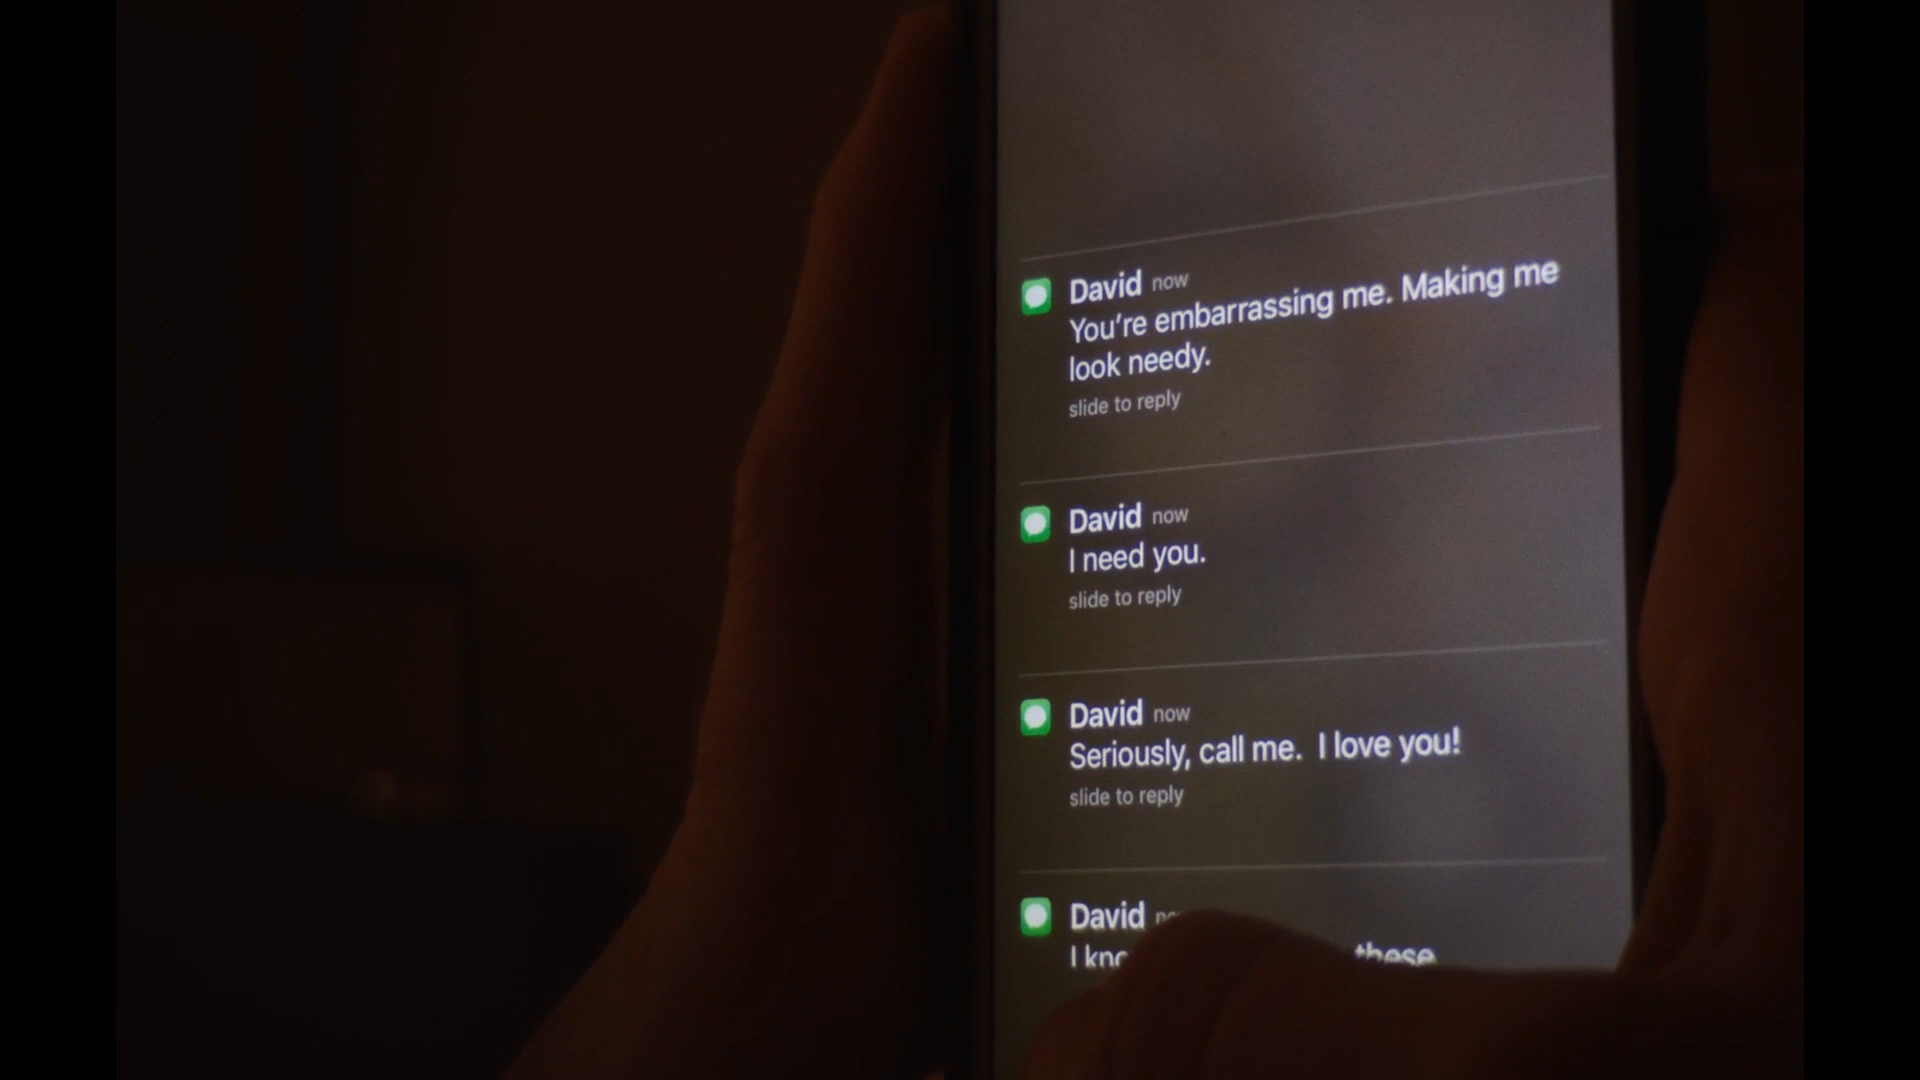 David now
You're embarrassing me. Making me
look needy.
slide to reply
David now
I need you.
slide to reply
David now
Seriously, call me.  I love you!
slide to reply
David
I these